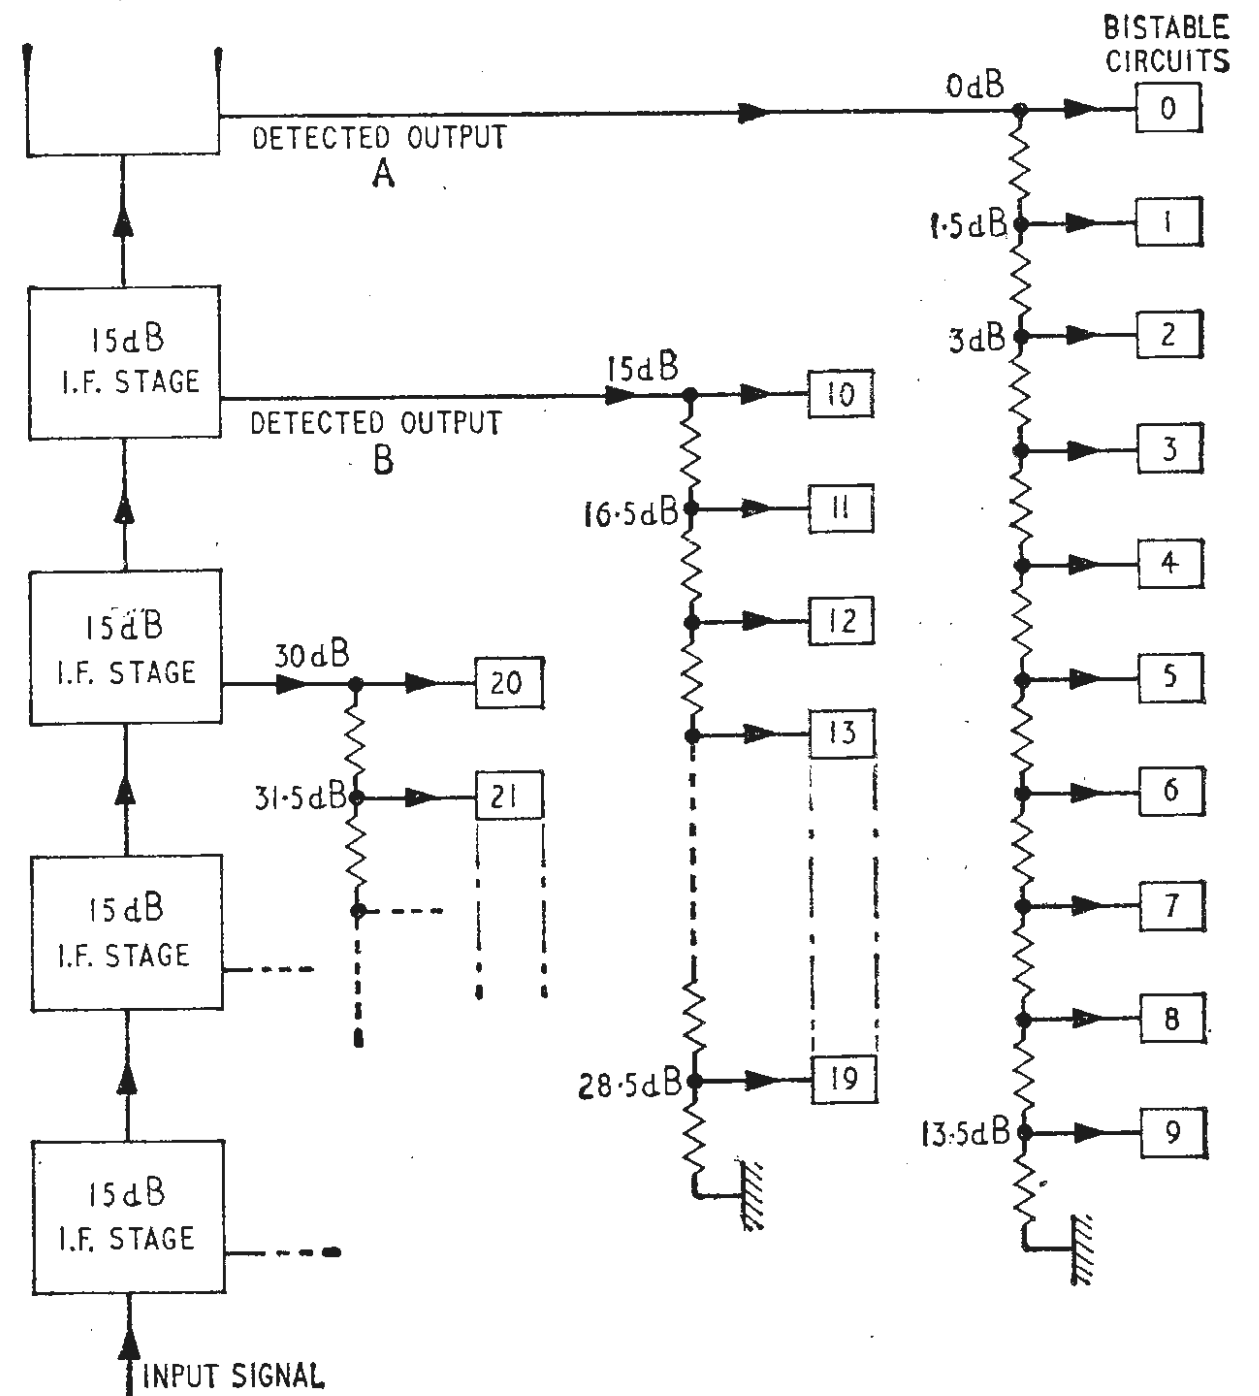 BISTABLE
CIRCUITS
0dB
0
DETECTED OUTPUT
A
1·5dB
1
15dB
I.F. STAGE
3dB
2
15dB
10
DETECTED OUTPUT
B
3
16·5dB
11
4
15dB
I.F. STAGE
12
30dB
20
5
13
31·5dB
21
6
15dB
I.F. STAGE
7
8
28·5dB
19
13·5dB
9
15dB
I.F. STAGE
INPUT SIGNAL